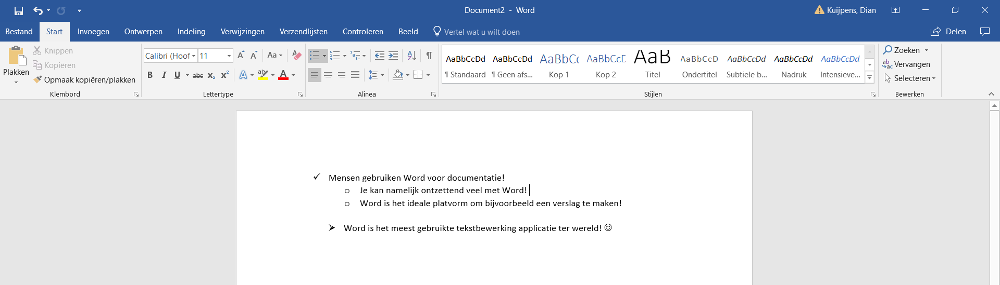 Document2 - Word
Kuijpens, Dian
Bestand Start Invoegen Ontwerpen Indeling Verwijzingen Verzendlijsten Controleren Beeld Vertel wat u wilt doen Delen
Plakken
Knippen
Kopiëren
Opmaak kopiëren/plakken
Klembord
Calibri (Hoof 11 Aa
B I U abc x₂ x² A aby A
Lettertype
Alinea
AaBbCcDd AaBbCcDd AaBbC( AaBbCcD AaB AaBbCcD AaBbCcDd AaBbCcDd AaBbCcDd
¶ Standaard ¶ Geen afs... Kop 1 Kop 2 Titel Ondertitel Subtiele b... Nadruk Intensieve...
Stijlen
Zoeken
Vervangen
Selecteren
Bewerken
✓ Mensen gebruiken Word voor documentatie!
o Je kan namelijk ontzettend veel met Word!
o Word is het ideale platvorm om bijvoorbeeld een verslag te maken!
➢ Word is het meest gebruikte tekstbewerking applicatie ter wereld! ☺